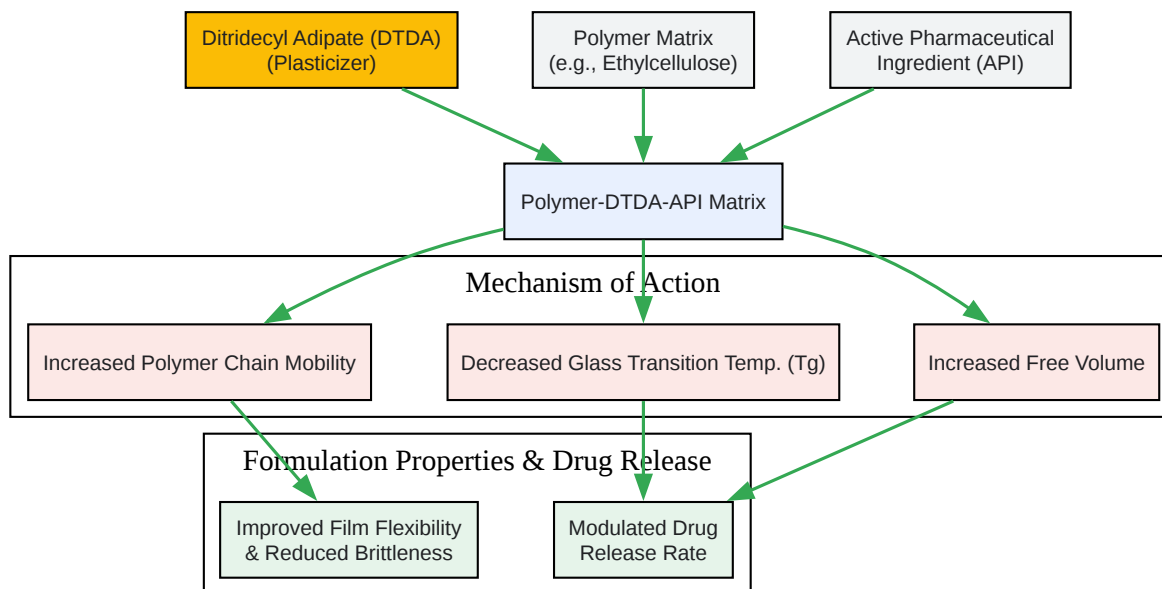 Ditridecyl Adipate (DTDA)
(Plasticizer)
Polymer Matrix
(e.g., Ethylcellulose)
Active Pharmaceutical
Ingredient (API)
Polymer-DTDA-API Matrix
Mechanism of Action
Increased Polymer Chain Mobility
Decreased Glass Transition Temp. (Tg)
Increased Free Volume
Formulation Properties & Drug Release
Improved Film Flexibility
& Reduced Brittleness
Modulated Drug
Release Rate